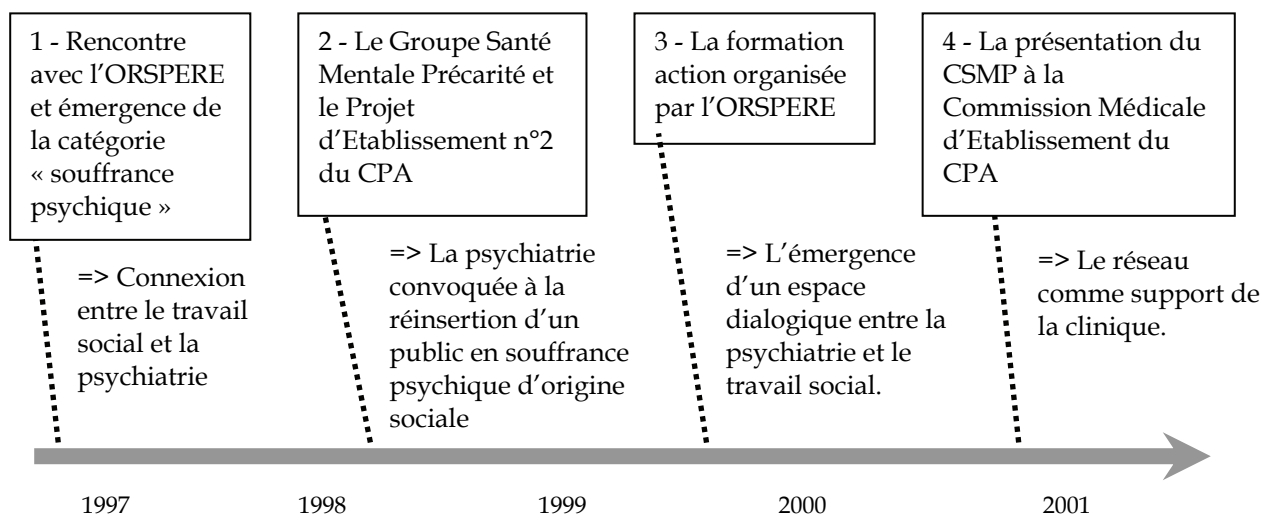 1 - Rencontre
avec l’ORSPERE
et émergence de
la catégorie
« souffrance
psychique »
2 - Le Groupe Santé
Mentale Précarité et
le Projet
d’Etablissement n°2
du CPA
3 - La formation
action organisée
par l’ORSPERE
4 - La présentation du
CSMP à la
Commission Médicale
d’Etablissement du
CPA
=> Connexion
entre le travail
social et la
psychiatrie
=> La psychiatrie
convoquée à la
réinsertion d’un
public en souffrance
psychique d’origine
sociale
=> L’émergence
d’un espace
dialogique entre la
psychiatrie et le
travail social.
=> Le réseau
comme support de
la clinique.
1997 1998 1999 2000 2001